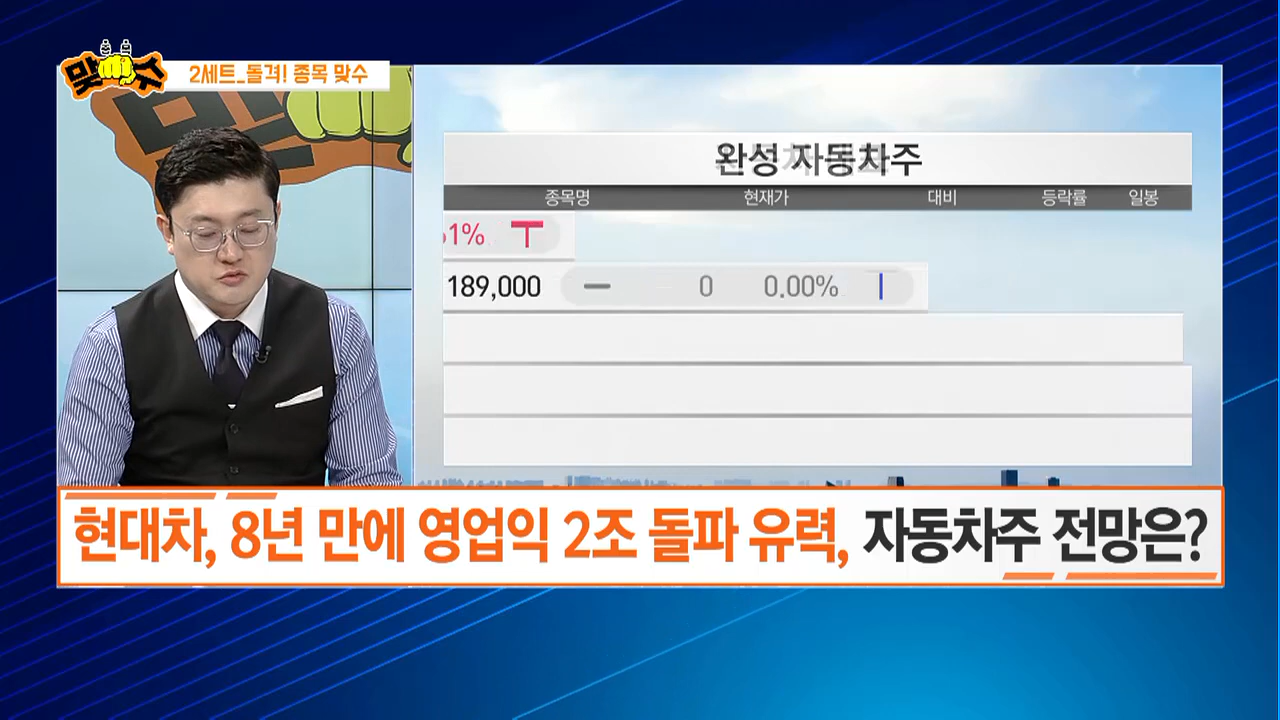 맞수
2세트_돌격! 종목 맞수
완성 자동차주
종목명 현재가 대비 등락률 일봉
1%
189,000 0 0.00%
현대차, 8년 만에 영업익 2조 돌파 유력, 자동차주 전망은?